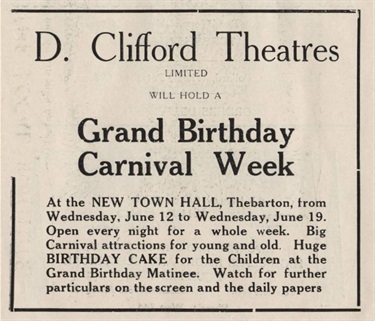 D. Clifford Theatres
LIMITED
WILL HOLD A
Grand Birthday
Carnival Week
At the NEW TOWN HALL, Thebarton, from
Wednesday, June 12 to Wednesday, June 19.
Open every night for a whole week. Big
Carnival attractions for young and old. Huge
BIRTHDAY CAKE for the Children at the
Grand Birthday Matinee. Watch for further
particulars on the screen and the daily papers